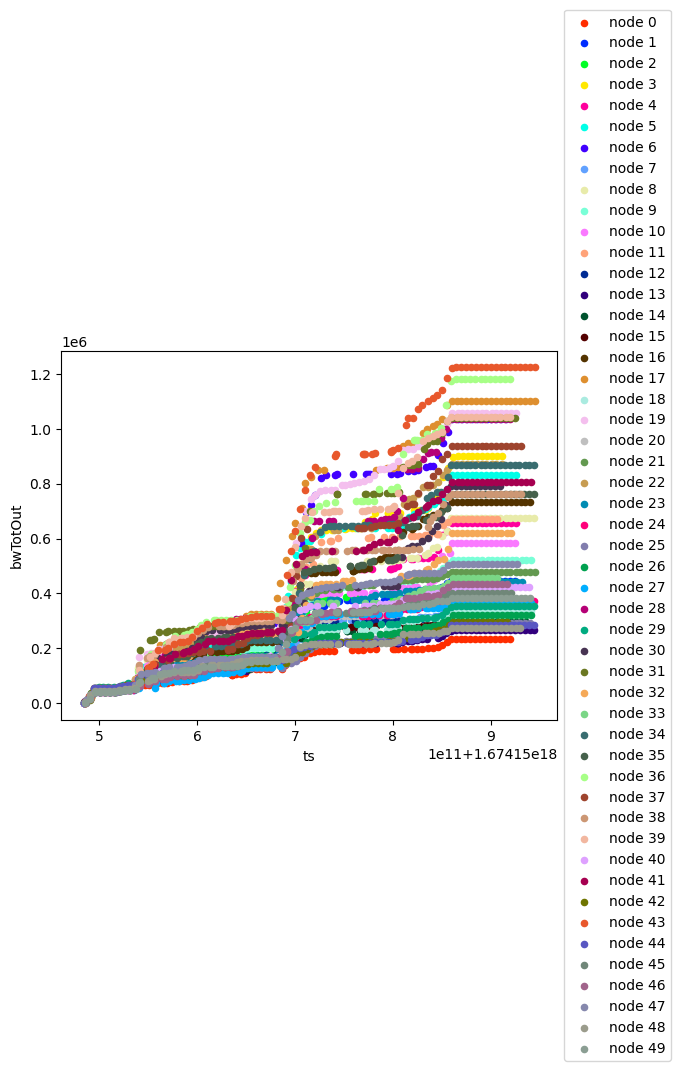 node 0
node 1
node 2
node 3
node 4
node 5
node 6
node 7
node 8
node 9
node 10
node 11
node 12
node 13
node 14
node 15
node 16
node 17
node 18
node 19
node 20
node 21
node 22
node 23
node 24
node 25
node 26
node 27
node 28
node 29
node 30
node 31
node 32
node 33
node 34
node 35
node 36
node 37
node 38
node 39
node 40
node 41
node 42
node 43
node 44
node 45
node 46
node 47
node 48
node 49
1e6
1.2
1.0
0.8
0.6
0.4
0.2
0.0
bwTotOut
5 6 7 8 9
ts
1e11+1.67415e18